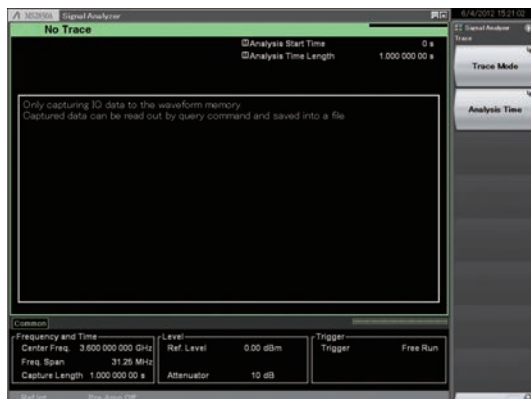 MS2690A Signal Analyzer
6/4/2012 15:21:02
No Trace
Analysis Start Time 0 s
Analysis Time Length 1.000 000 00 s
Signal Analyzer
Trace
Trace Mode
Analysis Time
Only capturing IQ data to the waveform memory
Captured data can be read out by query command and saved into a file
Common
Frequency and Time
Center Freq. 3.600 000 000 GHz
Freq. Span 31.25 MHz
Capture Length 1.000 000 00 s
Level
Ref. Level 0.00 dBm
Attenuator 10 dB
Trigger
Trigger Free Run
Ref.Int Pre-Amp Off